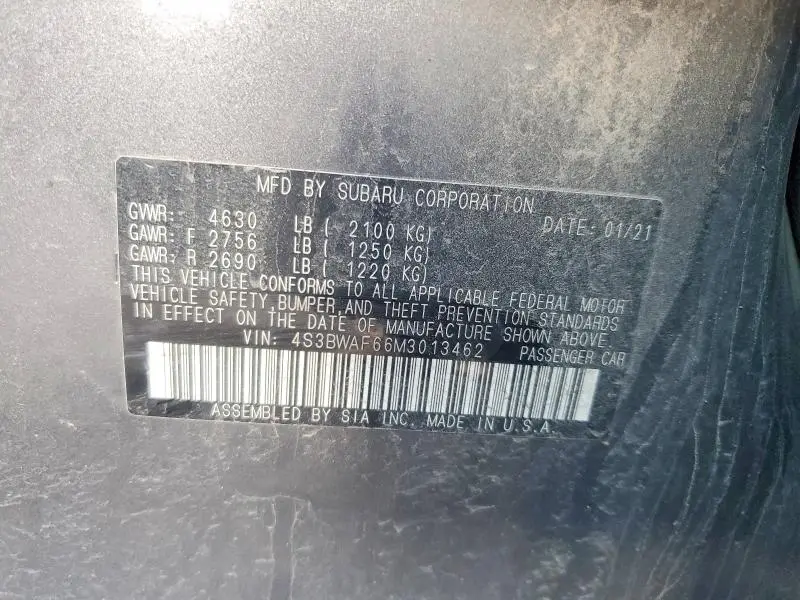 MFD BY SUBARU CORPORATION
GVWR: 4630 LB ( 2100 KG) DATE: 01/21
GAWR: F 2756 LB ( 1250 KG)
GAWR: R 2690 LB ( 1220 KG)
THIS VEHICLE CONFORMS TO ALL APPLICABLE FEDERAL MOTOR
VEHICLE SAFETY, BUMPER, AND THEFT PREVENTION STANDARDS
IN EFFECT ON THE DATE OF MANUFACTURE SHOWN ABOVE.
VIN: 4S3BWAF66M3013462 PASSENGER CAR
ASSEMBLED BY SIA INC. MADE IN U.S.A.